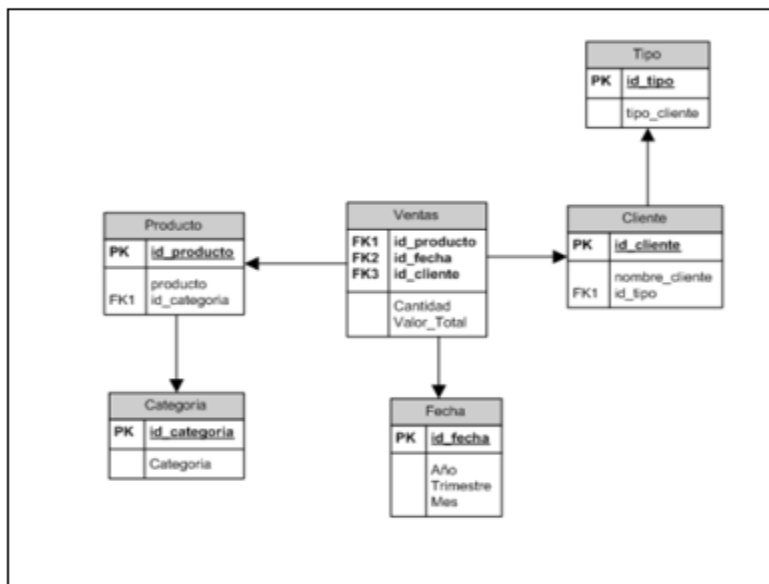 Tipo
PK id_tipo
tipo_cliente
Producto
PK id_producto
producto
FK1 id_categoria
Ventas
FK1 id_producto
FK2 id_fecha
FK3 id_cliente
Cantidad
Valor_Total
Cliente
PK id_cliente
nombre_cliente
FK1 id_tipo
Categoria
PK id_categoria
Categoria
Fecha
PK id_fecha
Año
Trimestre
Mes